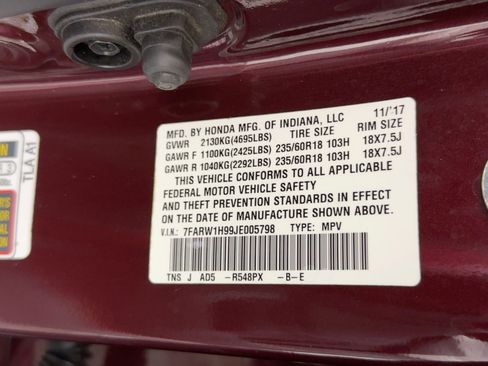 MFD. BY HONDA MFG. OF INDIANA, LLC 11/'17
GVWR 2130KG(4695LBS) TIRE SIZE RIM SIZE
GAWR F 1100KG(2425LBS) 235/60R18 103H 18X7.5J
GAWR R 1040KG(2292LBS) 235/60R18 103H 18X7.5J
THIS VEHICLE CONFORMS TO ALL APPLICABLE
FEDERAL MOTOR VEHICLE SAFETY
AND THEFT PREVENTION STANDARDS IN EFFECT
ON THE DATE OF MANUFACTURE SHOWN ABOVE.
V.I.N.: 7FARW1H99JE005798 TYPE: MPV
TNS J AD5 -R548PX -B-E
TLA A1